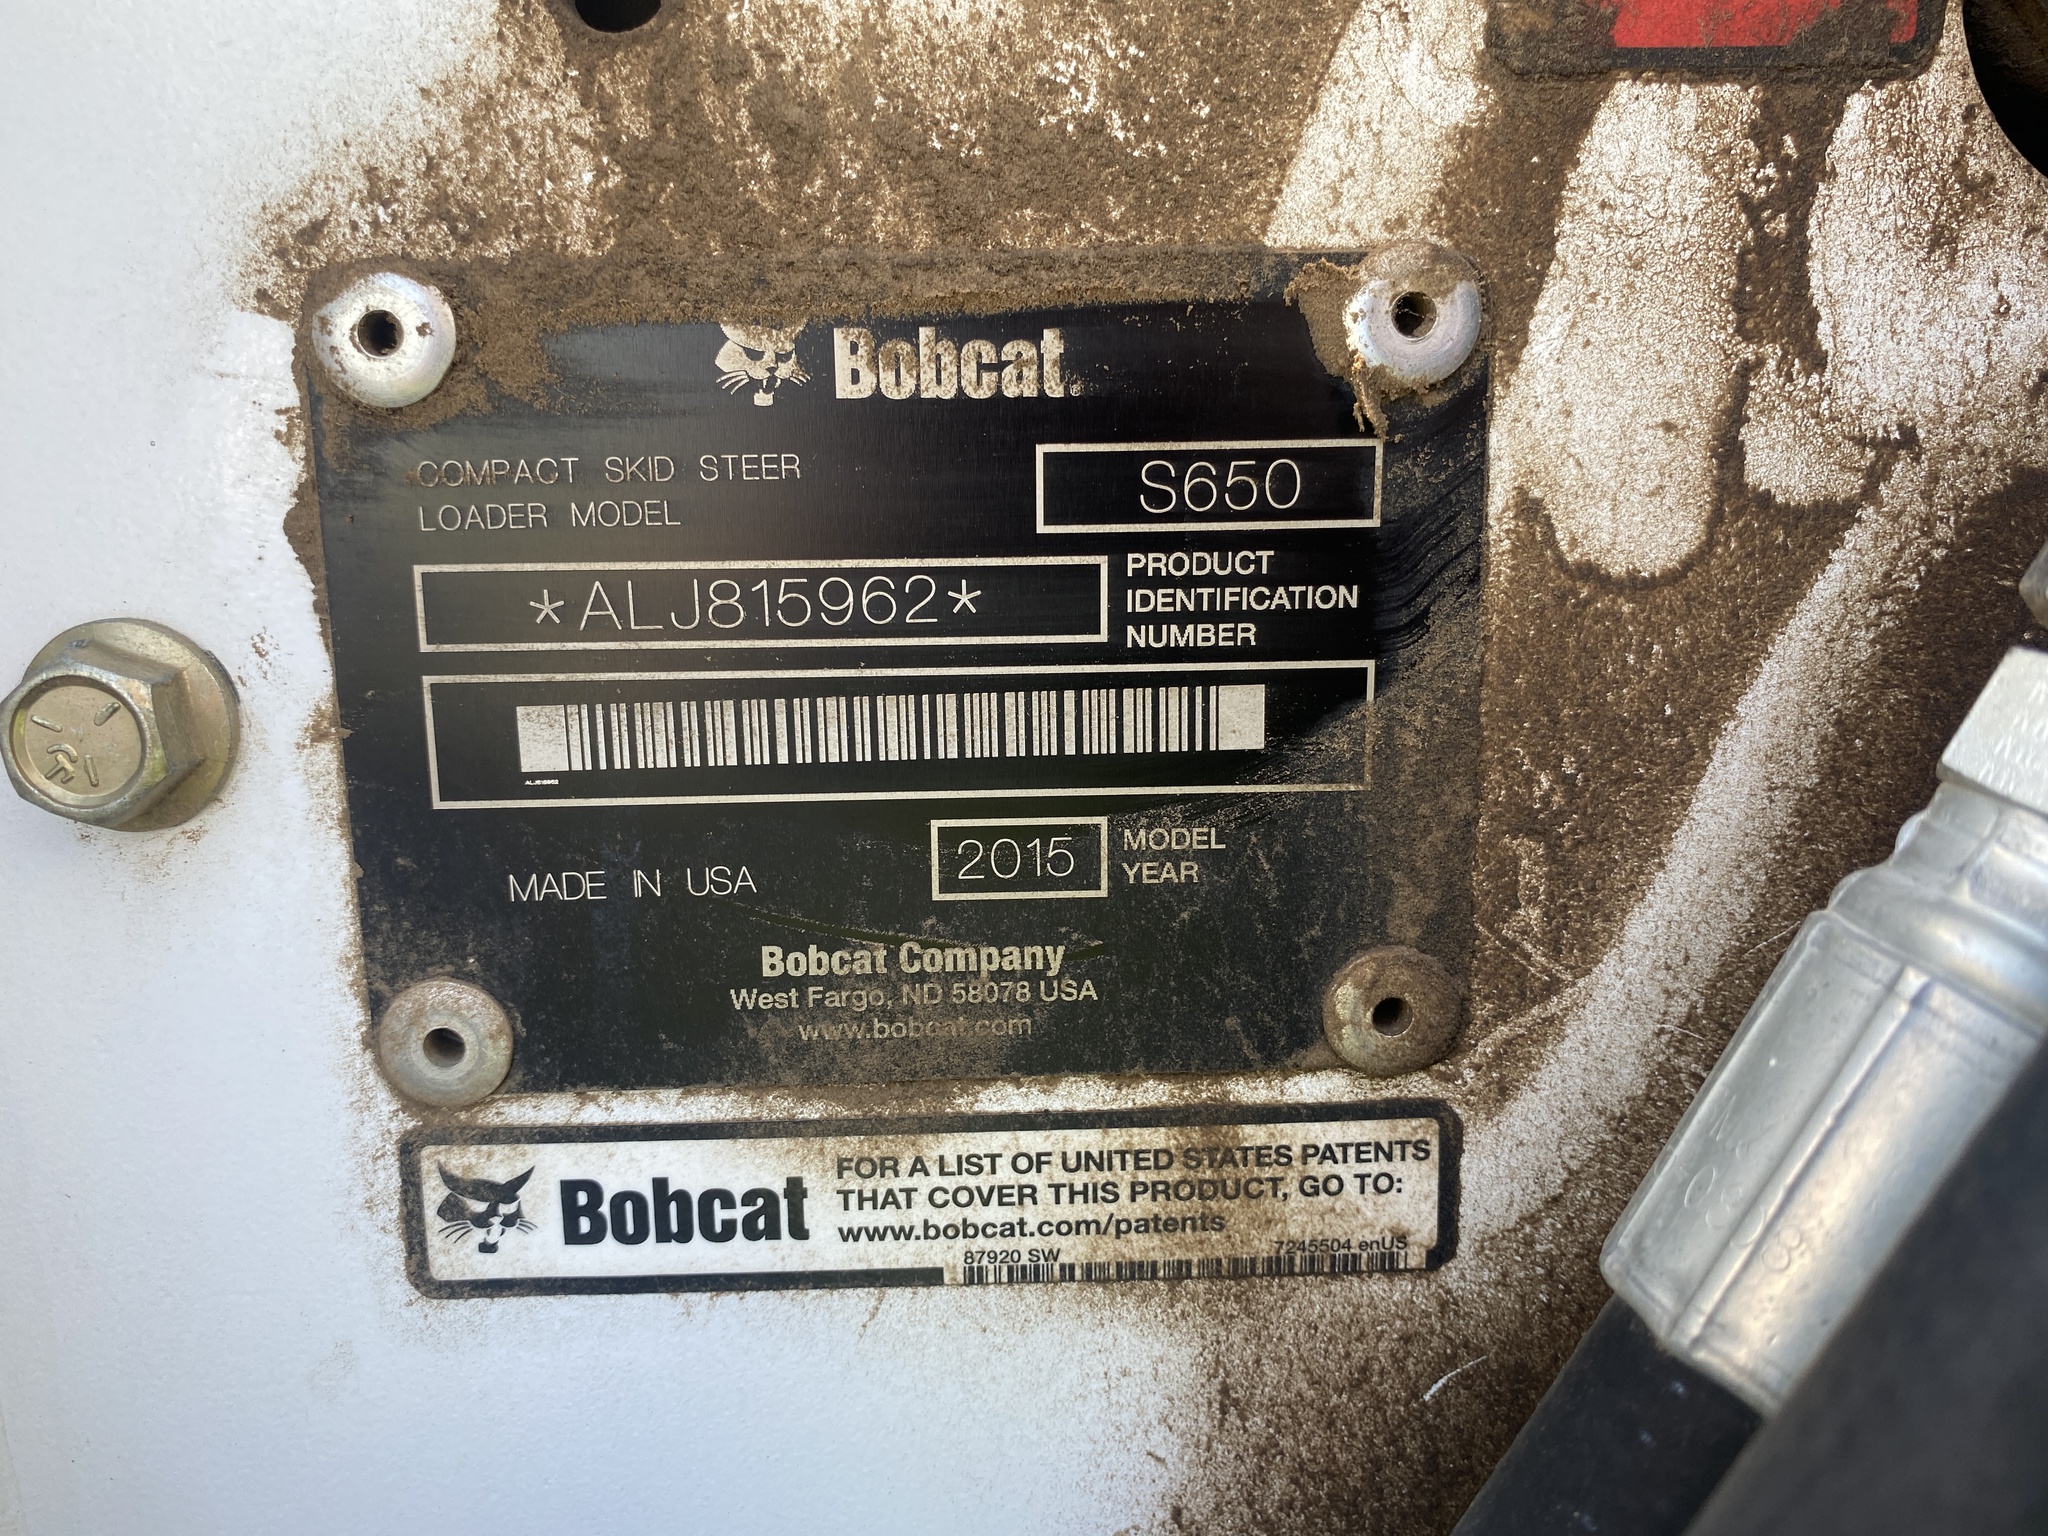 Bobcat®
COMPACT SKID STEER
LOADER MODEL
S650
*ALJ815962*
PRODUCT
IDENTIFICATION
NUMBER
ALJ815962
2015
MODEL
YEAR
MADE IN USA
Bobcat Company
West Fargo, ND 58078 USA
www.bobcat.com
Bobcat
FOR A LIST OF UNITED STATES PATENTS
THAT COVER THIS PRODUCT, GO TO:
www.bobcat.com/patents
87920 SW
7245504 enUS